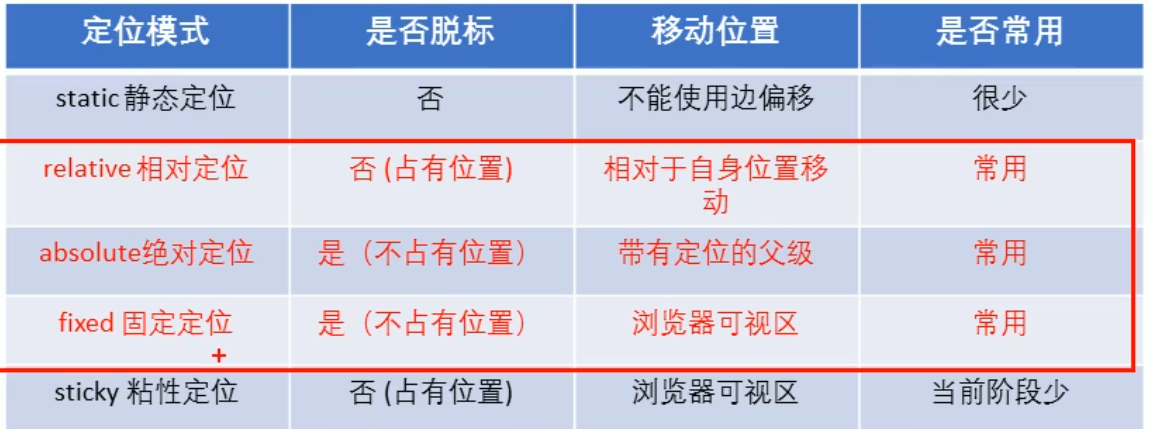 定位模式 是否脱标 移动位置 是否常用
static 静态定位 否 不能使用边偏移 很少
relative 相对定位 否 (占有位置) 相对于自身位置移 常用
动
absolute绝对定位 是（不占有位置） 带有定位的父级 常用
fixed 固定定位 是（不占有位置） 浏览器可视区 常用
sticky 粘性定位 否 (占有位置) 浏览器可视区 当前阶段少